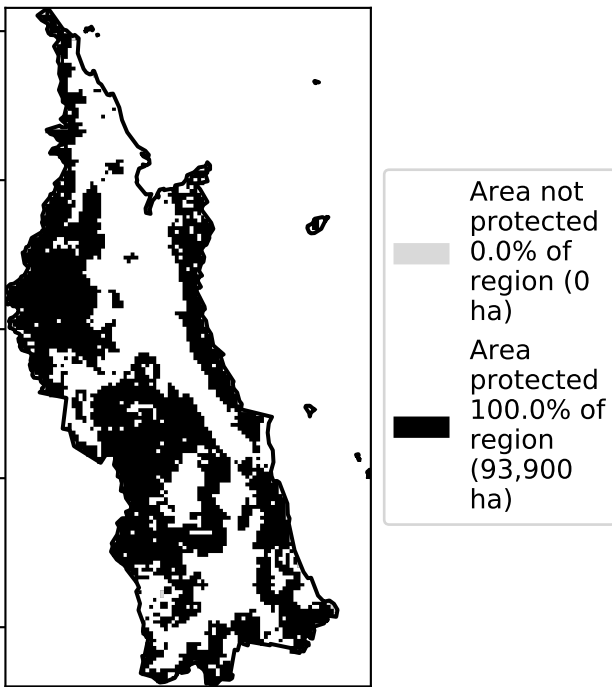 Area not
protected
0.0% of
region (0
ha)
Area
protected
100.0% of
region
(93,900
ha)